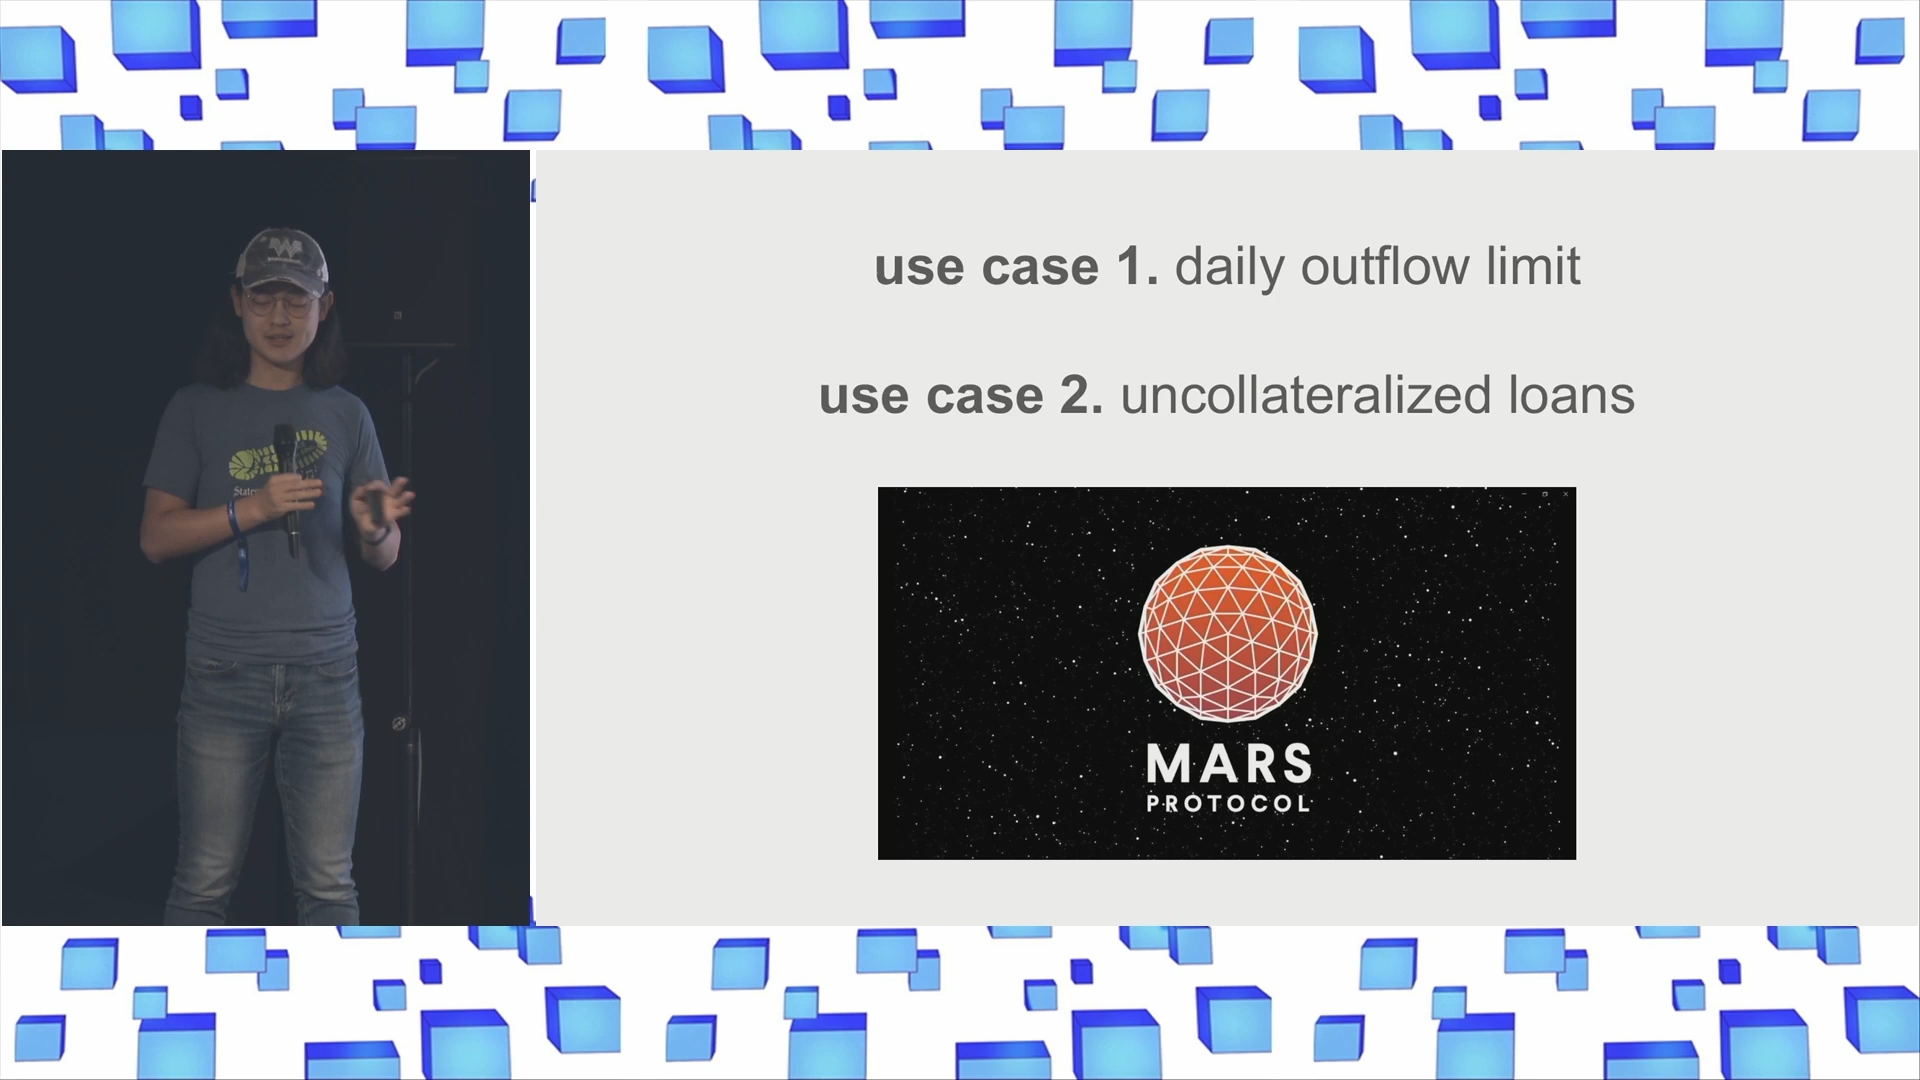 use case 1. daily outflow limit
use case 2. uncollateralized loans
MARS
PROTOCOL